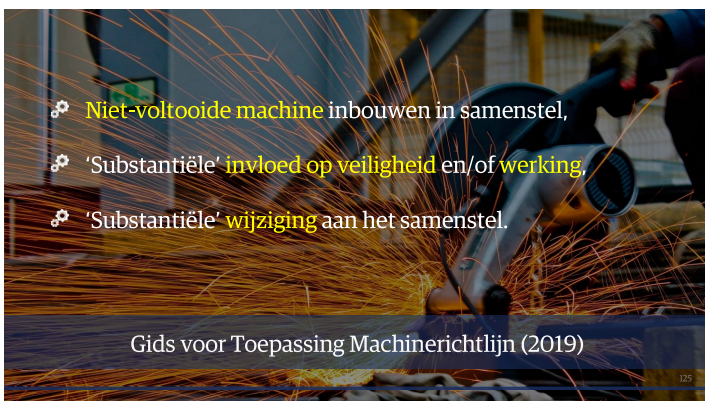 Niet-voltooide machine inbouwen in samenstel,
‘Substantiële’ invloed op veiligheid en/of werking,
‘Substantiële’ wijziging aan het samenstel.
Gids voor Toepassing Machinerichtlijn (2019)
125